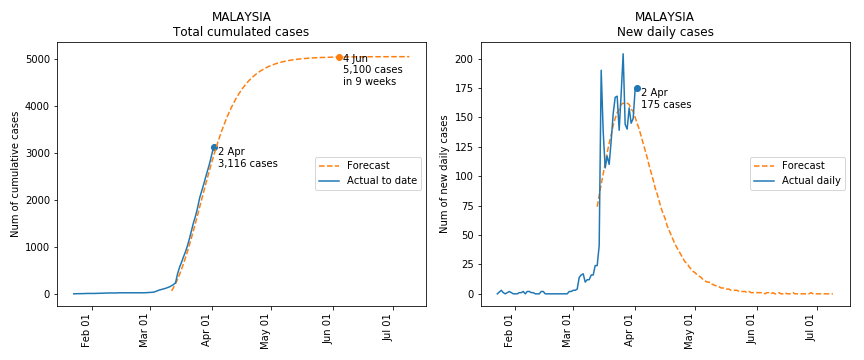 MALAYSIA
Total cumulated cases
Num of cumulative cases
5000
4000
3000
2000
1000
0
4 Jun
5,100 cases
in 9 weeks
2 Apr
3,116 cases
Forecast
Actual to date
Feb 01
Mar 01
Apr 01
May 01
Jun 01
Jul 01
MALAYSIA
New daily cases
Num of new daily cases
200
175
150
125
100
75
50
25
0
2 Apr
175 cases
Forecast
Actual daily
Feb 01
Mar 01
Apr 01
May 01
Jun 01
Jul 01